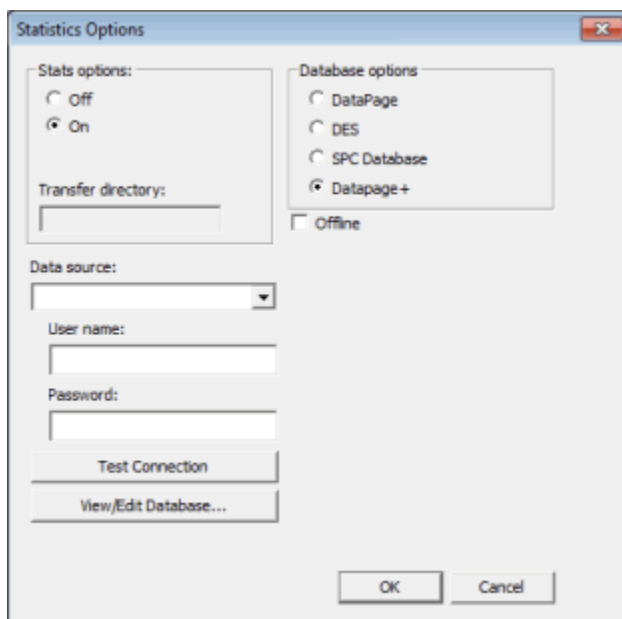 Statistics Options
Stats options:
Off
On
Transfer directory:
Database options
DataPage
DES
SPC Database
Datapage+
Offline
Data source:
User name:
Password:
Test Connection
View/Edit Database...
OK
Cancel